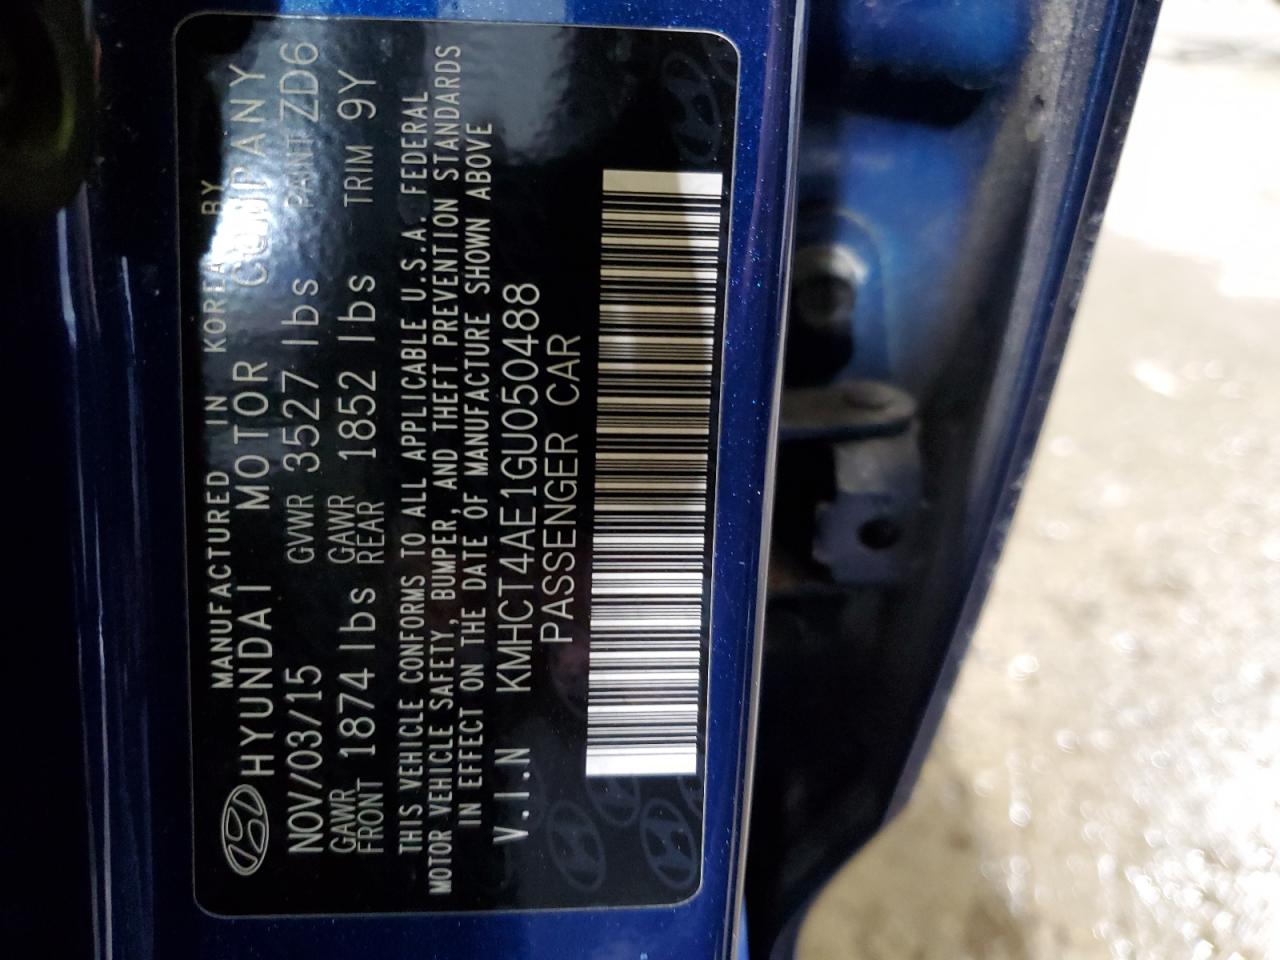 MANUFACTURED IN KOREA BY
HYUNDAI MOTOR COMPANY
NOV/03/15 GVWR 3527 lbs PAINT ZD6
GAWR FRONT 1874 lbs GAWR REAR 1852 lbs TRIM 9Y
THIS VEHICLE CONFORMS TO ALL APPLICABLE U.S.A. FEDERAL
MOTOR VEHICLE SAFETY, BUMPER, AND THEFT PREVENTION STANDARDS
IN EFFECT ON THE DATE OF MANUFACTURE SHOWN ABOVE
V.I.N KMHCT4AE1GU050488
PASSENGER CAR